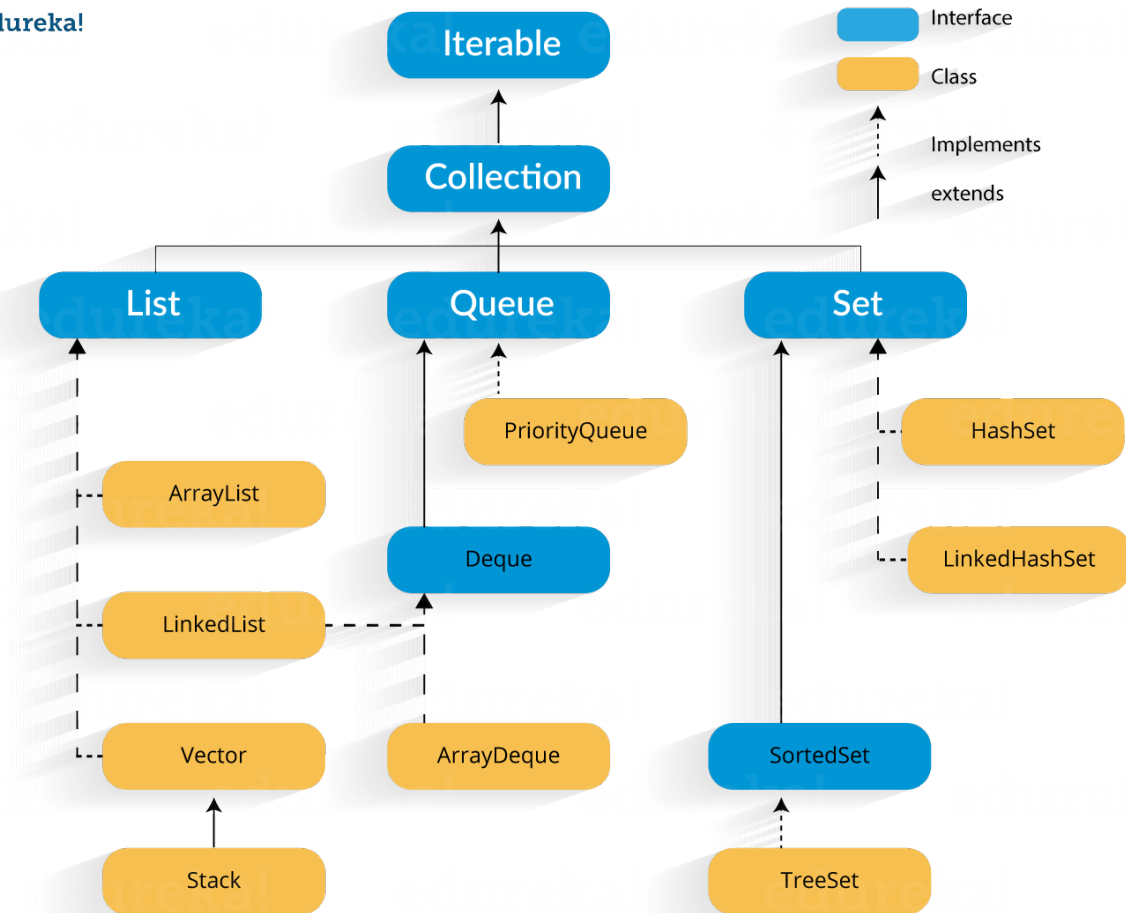 dureka!
Iterable
Interface
Class
Implements
extends
Collection
List
Queue
Set
PriorityQueue
HashSet
ArrayList
Deque
LinkedHashSet
LinkedList
Vector
ArrayDeque
SortedSet
Stack
TreeSet